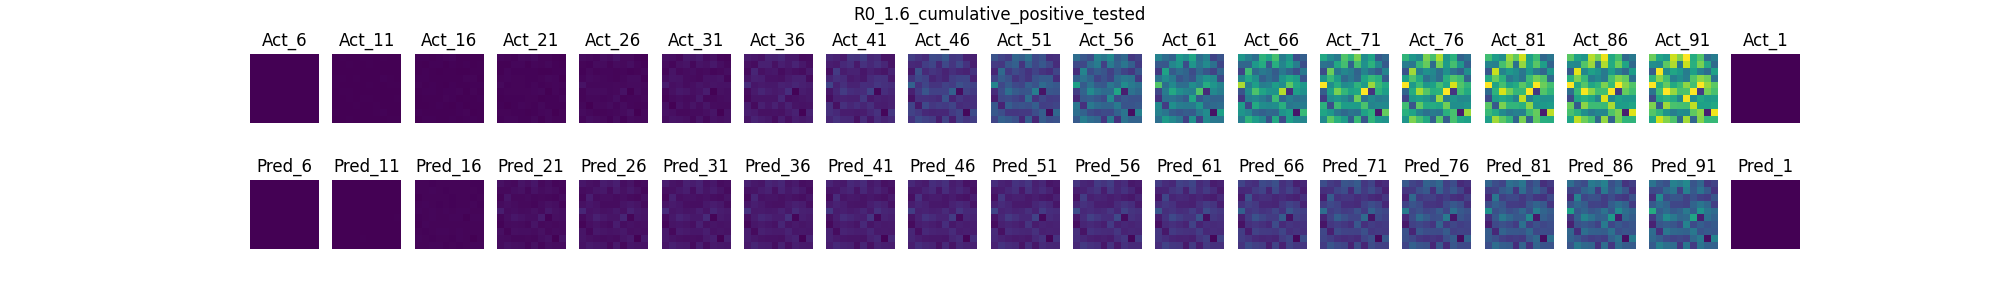 R0_1.6_cumulative_positive_tested
Act_6 Act_11 Act_16 Act_21 Act_26 Act_31 Act_36 Act_41 Act_46 Act_51 Act_56 Act_61 Act_66 Act_71 Act_76 Act_81 Act_86 Act_91 Act_1
Pred_6 Pred_11 Pred_16 Pred_21 Pred_26 Pred_31 Pred_36 Pred_41 Pred_46 Pred_51 Pred_56 Pred_61 Pred_66 Pred_71 Pred_76 Pred_81 Pred_86 Pred_91 Pred_1